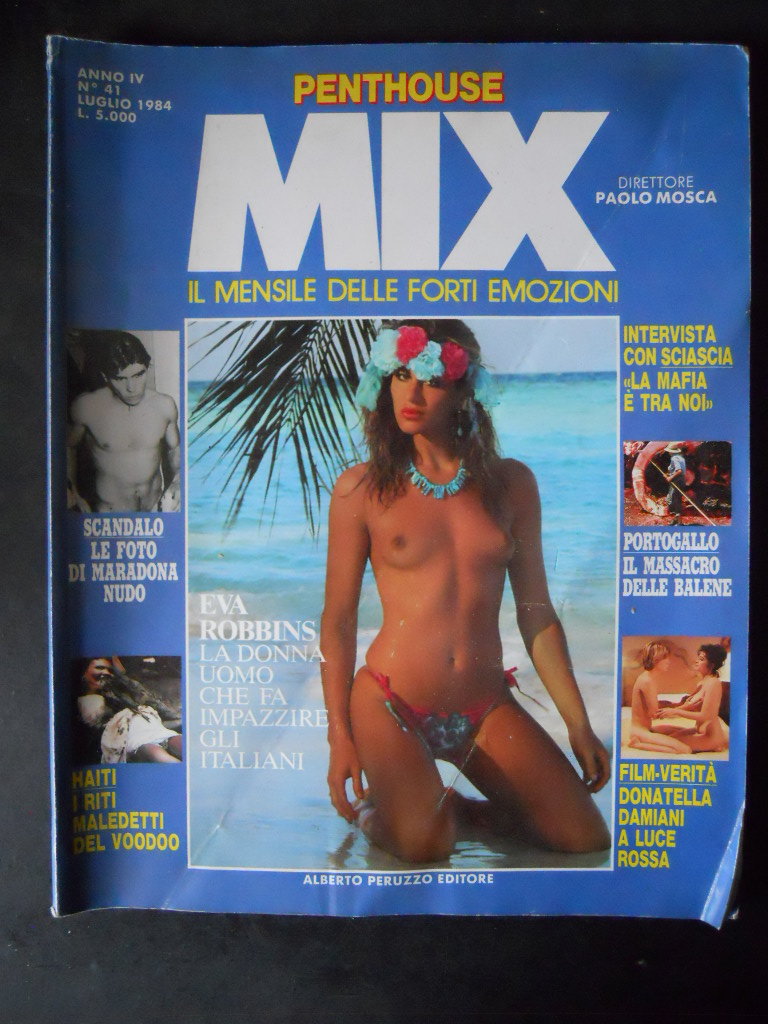 ANNO IV
N° 41
LUGLIO 1984
L. 5.000
PENTHOUSE
MIX
DIRETTORE
PAOLO MOSCA
IL MENSILE DELLE FORTI EMOZIONI
SCANDALO
LE FOTO
DI MARADONA
NUDO
HAITI
I RITI
MALEDETTI
DEL VOODOO
EVA
ROBBINS
LA DONNA
UOMO
CHE FA
IMPAZZIRE
GLI
ITALIANI
INTERVISTA
CON SCIASCIA
«LA MAFIA
È TRA NOI»
PORTOGALLO
IL MASSACRO
DELLE BALENE
FILM-VERITÀ
DONATELLA
DAMIANI
A LUCE
ROSSA
ALBERTO PERUZZO EDITORE